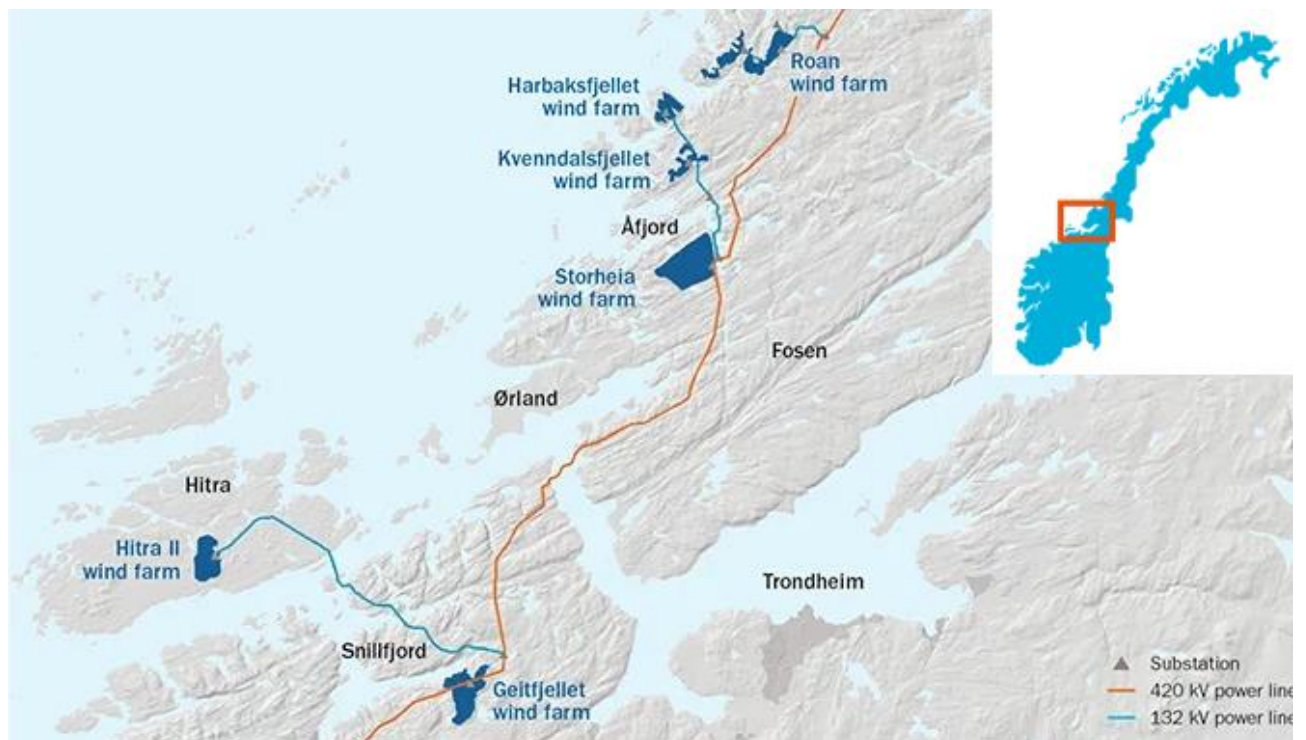 Roan
wind farm
Harbaksfjellet
wind farm
Kvenndalsfjellet
wind farm
Åfjord
Storheia
wind farm
Fosen
Ørland
Hitra
Hitra II
wind farm
Trondheim
Snillfjord
Geitfjellet
wind farm
Substation
420 kV power line
132 kV power line